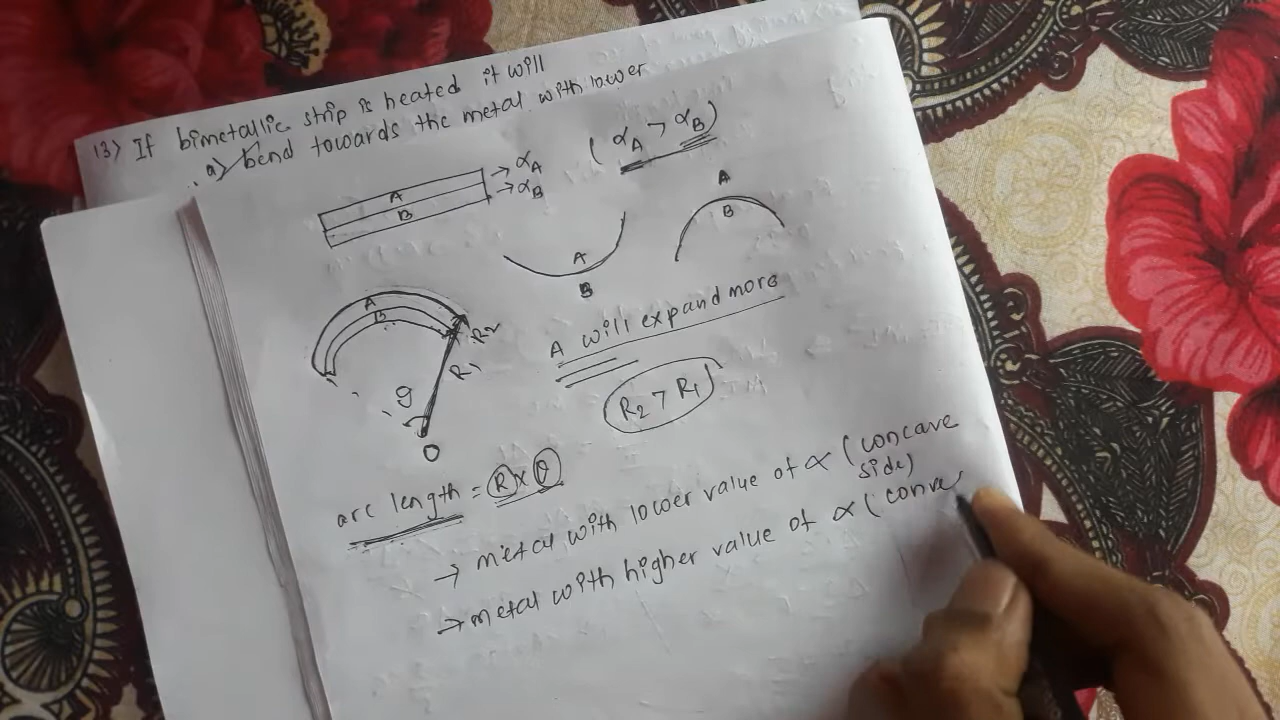 13) If bimetallic strip is heated it will
a) bend towards the metal with lower
A → αA
B → αB
(αA > αB)
A
B
A
B
A
B
R2
R1
θ
O
A will expand more
R2 > R1
arc length = R × θ
→ metal with lower value of α (concave
side)
→ metal with higher value of α (conve